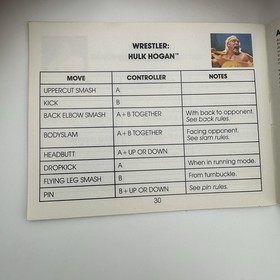 WRESTLER:
HULK HOGAN™
MOVE CONTROLLER NOTES
UPPERCUT SMASH A
KICK B
BACK ELBOW SMASH A+B TOGETHER With back to opponent.
See back rules.
BODYSLAM A+B TOGETHER Facing opponent.
See slam rules.
HEADBUTT A+UP OR DOWN
DROPKICK A When in running mode.
FLYING LEG SMASH B From turnbuckle.
PIN B+UP OR DOWN See pin rules.
30